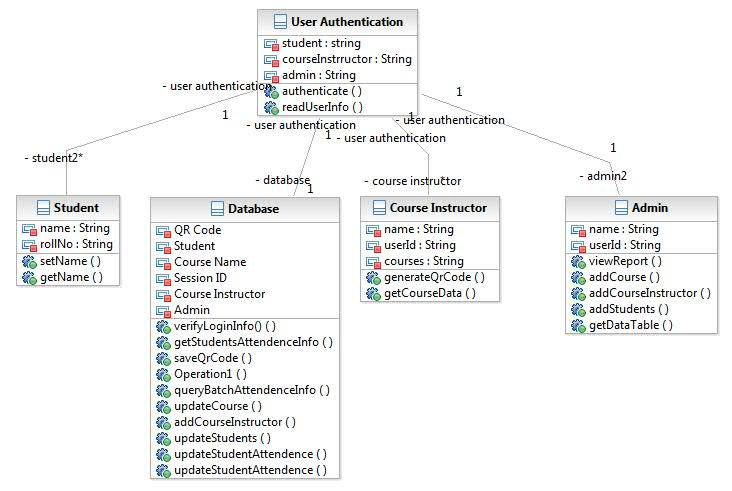 User Authentication
student : string
courseInstrructor : String
admin : String
authenticate ( )
readUserInfo ( )
- user authentication
1
- user authentication
1
- user authentication
1
- user authentication
1
- student2*
- database
1
- course instructor
*
1
- admin2
Student
name : String
rollNo : String
setName ( )
getName ( )
Database
QR Code
Student
Course Name
Session ID
Course Instructor
Admin
verifyLoginInfo() ( )
getStudentsAttendenceInfo ( )
saveQrCode ( )
Operation1 ( )
queryBatchAttendenceInfo ( )
updateCourse ( )
addCourseInstructor ( )
updateStudents ( )
updateStudentAttendence ( )
updateStudentAttendence ( )
Course Instructor
name : String
userId : String
courses : String
generateQrCode ( )
getCourseData ( )
Admin
name : String
userId : String
viewReport ( )
addCourse ( )
addCourseInstructor ( )
addStudents ( )
getDataTable ( )